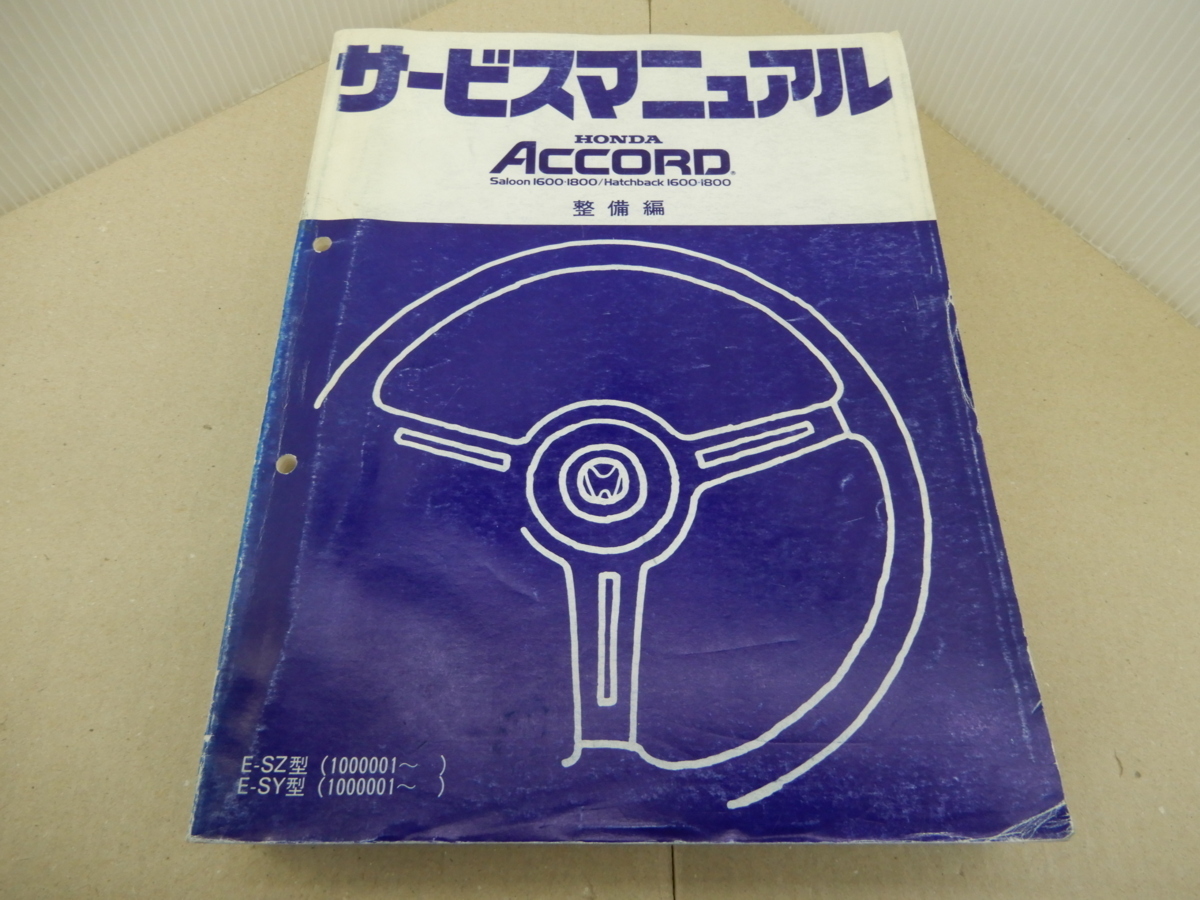 サービスマニュアル
HONDA
ACCORD®
Saloon 1600·1800/Hatchback 1600·1800
整備編
E-SZ型 (1000001~ )
E-SY型 (1000001~ )